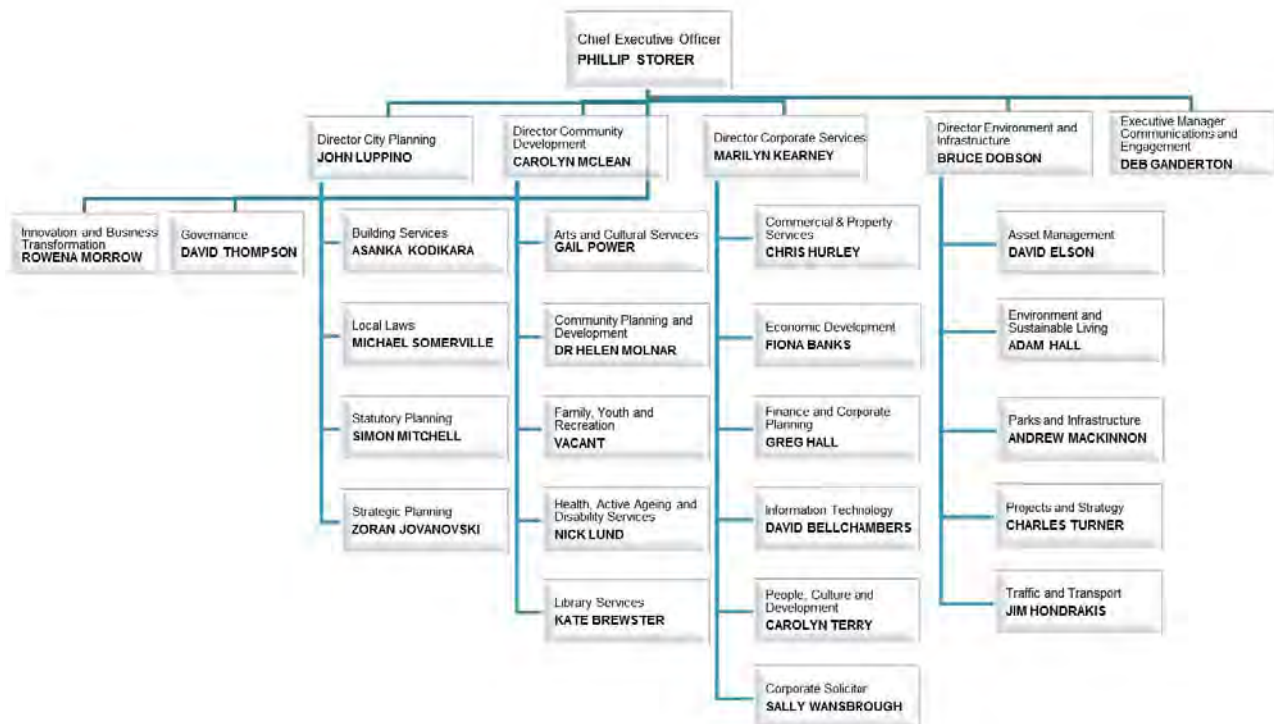 Chief Executive Officer
PHILLIP STORER
Director City Planning
JOHN LUPPINO
Director Community
Development
CAROLYN MCLEAN
Director Corporate Services
MARILYN KEARNEY
Director Environment and
Infrastructure
BRUCE DOBSON
Executive Manager
Communications and
Engagement
DEB GANDERTON
Innovation and Business
Transformation
ROWENA MORROW
Governance
DAVID THOMPSON
Building Services
ASANKA KODIKARA
Local Laws
MICHAEL SOMERVILLE
Statutory Planning
SIMON MITCHELL
Strategic Planning
ZORAN JOVANOVSKI
Arts and Cultural Services
GAIL POWER
Community Planning and
Development
DR HELEN MOLNAR
Family, Youth and
Recreation
VACANT
Health, Active Ageing and
Disability Services
NICK LUND
Library Services
KATE BREWSTER
Commercial & Property
Services
CHRIS HURLEY
Economic Development
FIONA BANKS
Finance and Corporate
Planning
GREG HALL
Information Technology
DAVID BELLCHAMBERS
People, Culture and
Development
CAROLYN TERRY
Corporate Solicitor
SALLY WANSBROUGH
Asset Management
DAVID ELSON
Environment and
Sustainable Living
ADAM HALL
Parks and Infrastructure
ANDREW MACKINNON
Projects and Strategy
CHARLES TURNER
Traffic and Transport
JIM HONDRAKIS